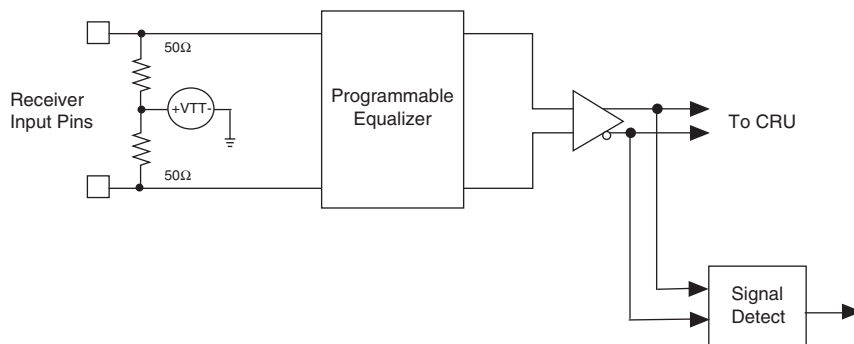 50Ω
Receiver
Input Pins
+VTT-
50Ω
Programmable
Equalizer
To CRU
Signal
Detect